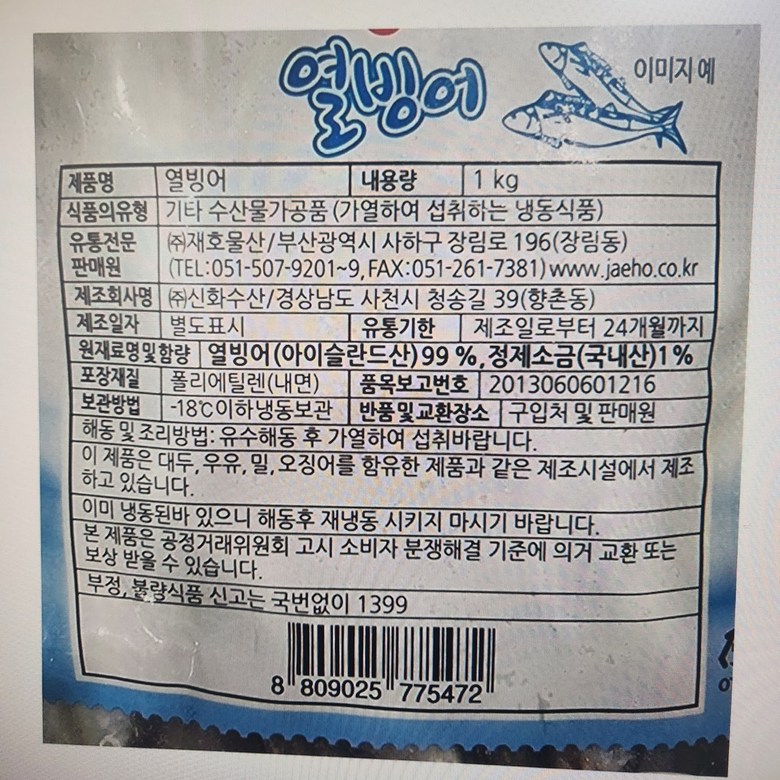 열빙어
이미지 예
제품명 열빙어 내용량 1 kg
식품의유형 기타 수산물가공품 (가열하여 섭취하는 냉동식품)
유통전문 ㈜재호물산/부산광역시 사하구 장림로 196(장림동)
판매원 (TEL:051-507-9201~9, FAX:051-261-7381) www.jaeho.co.kr
제조회사명 ㈜신화수산/경상남도 사천시 청송길 39(향촌동)
제조일자 별도표시 유통기한 제조일로부터 24개월까지
원재료명및함량 열빙어(아이슬란드산) 99 %, 정제소금(국내산)1 %
포장재질 폴리에틸렌(내면) 품목보고번호 2013060601216
보관방법 -18℃이하냉동보관 반품및교환장소 구입처 및 판매원
해동 및 조리방법: 유수해동 후 가열하여 섭취바랍니다.
이 제품은 대두, 우유, 밀, 오징어를 함유한 제품과 같은 제조시설에서 제조
하고 있습니다.
이미 냉동된바 있으니 해동후 재냉동 시키지 마시기 바랍니다.
본 제품은 공정거래위원회 고시 소비자 분쟁해결 기준에 의거 교환 또는
보상 받을 수 있습니다.
부정, 불량식품 신고는 국번없이 1399
8 809025 775472